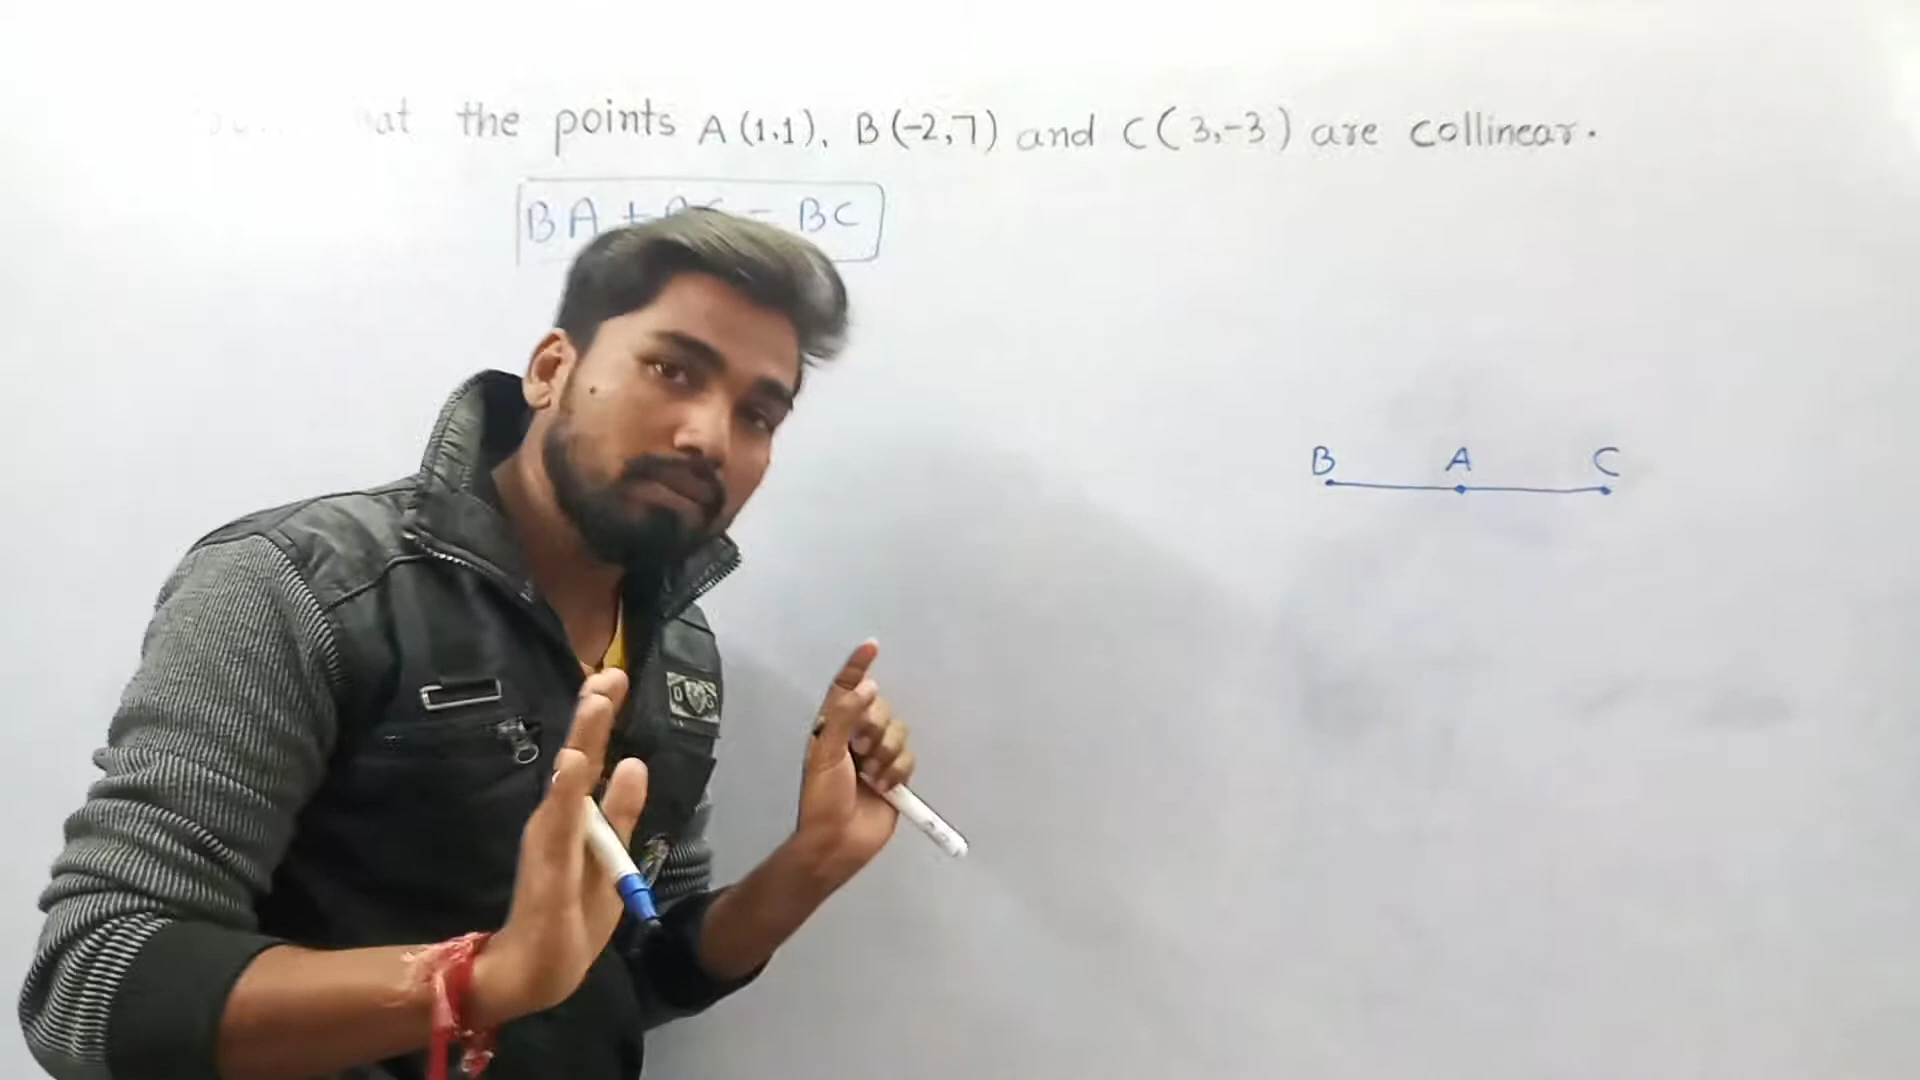 the points A (1,1), B (-2,7) and C( 3,-3 ) are collinear.
BA + = BC
B A C